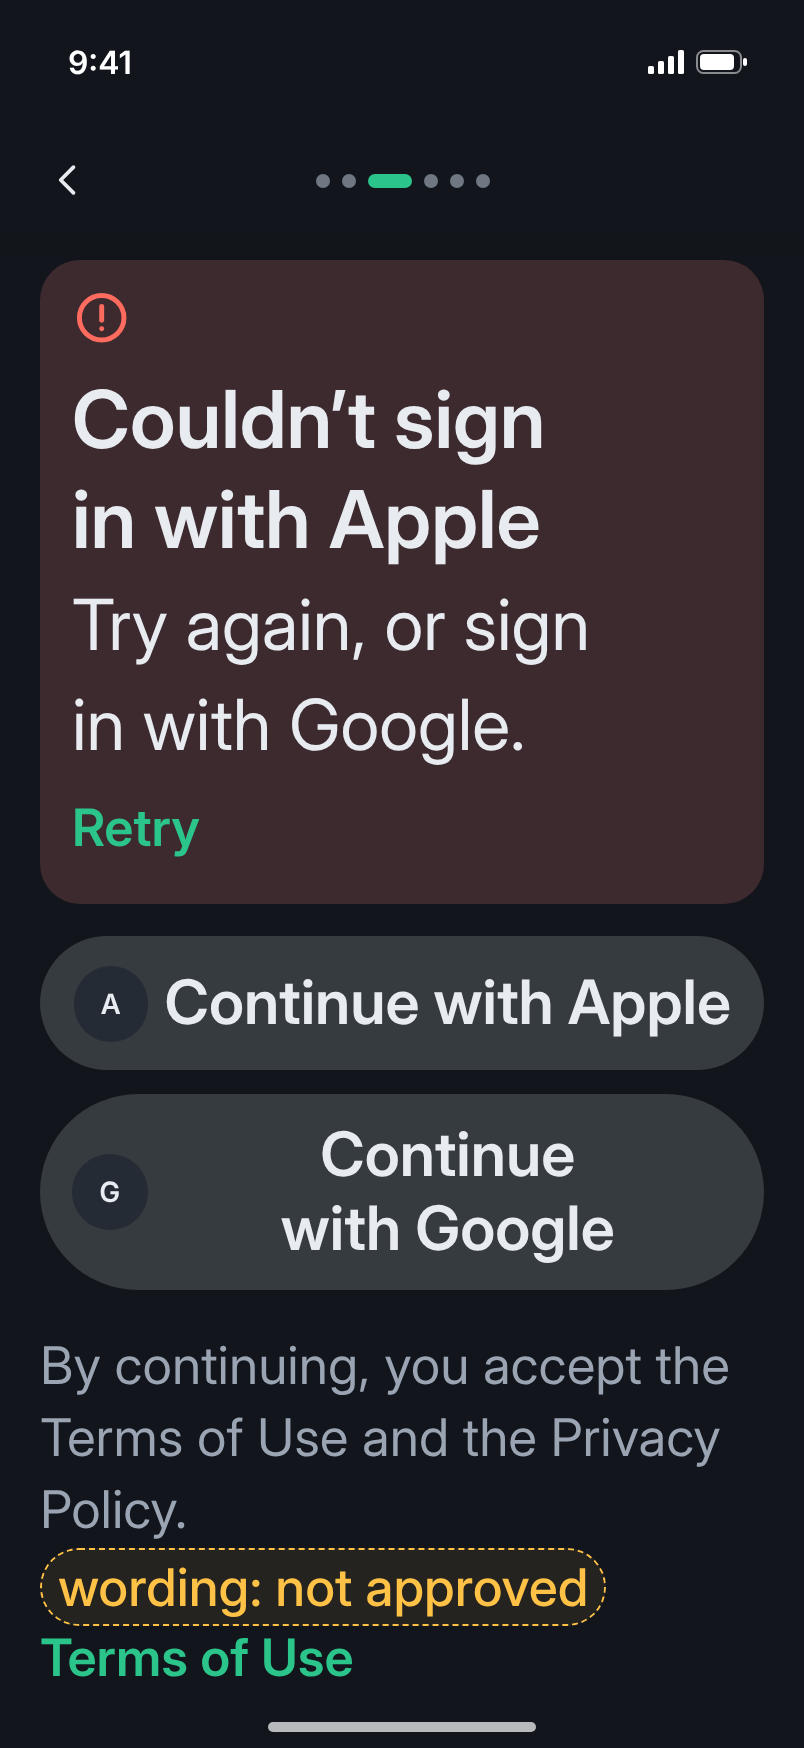 9:41
Couldn’t sign
in with Apple
Try again, or sign
in with Google.
Retry
A Continue with Apple
G Continue
with Google
By continuing, you accept the
Terms of Use and the Privacy
Policy.
wording: not approved
Terms of Use